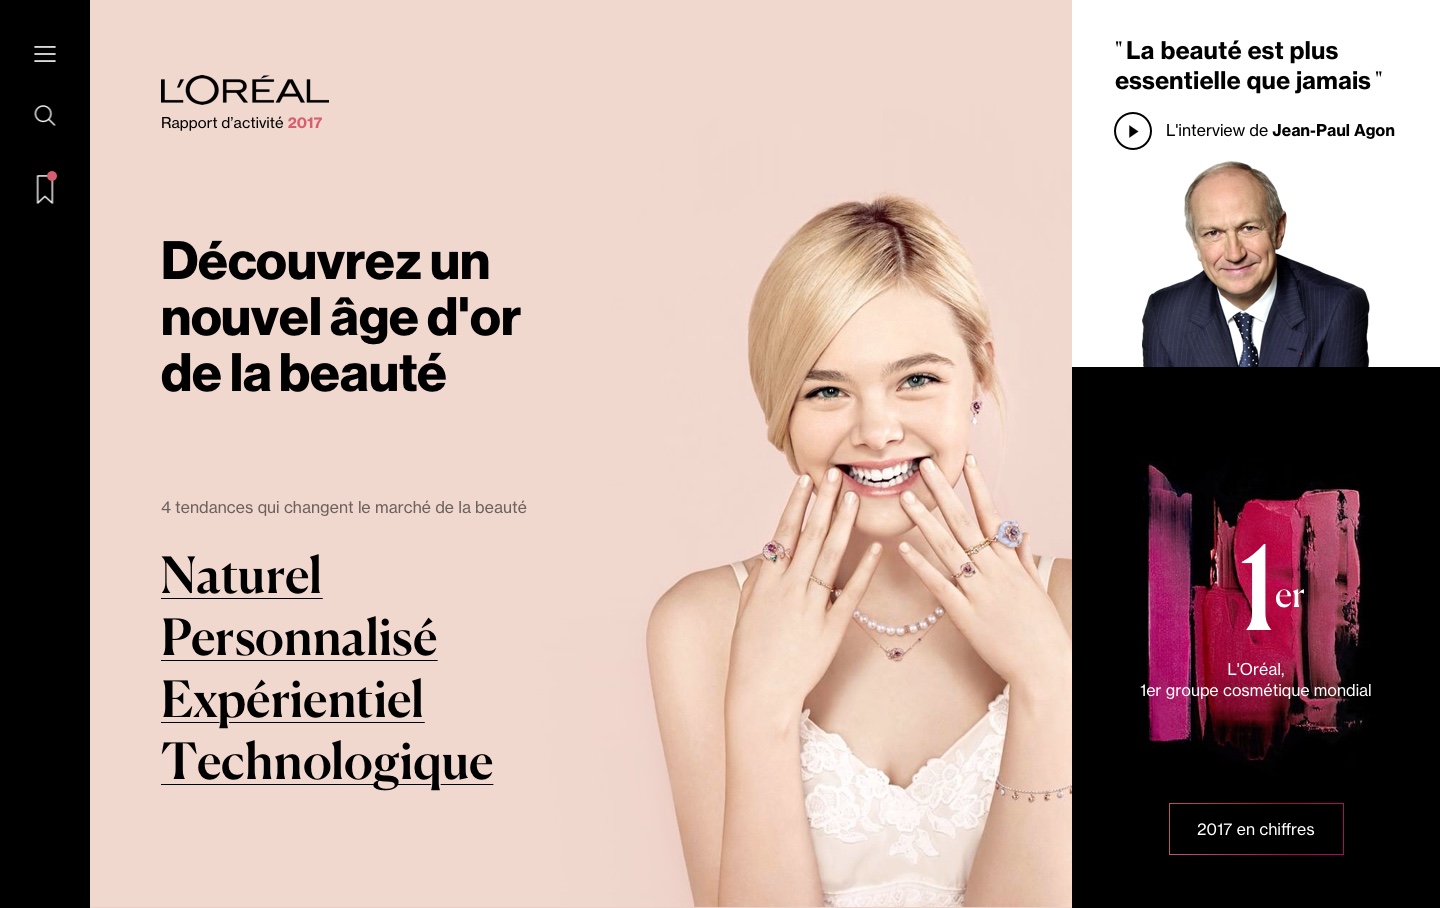 L'ORÉAL
Rapport d'activité 2017
Découvrez un
nouvel âge d'or
de la beauté
4 tendances qui changent le marché de la beauté
Naturel
Personnalisé
Expérientiel
Technologique
" La beauté est plus
essentielle que jamais "
L'interview de Jean-Paul Agon
1er
L'Oréal,
1er groupe cosmétique mondial
2017 en chiffres